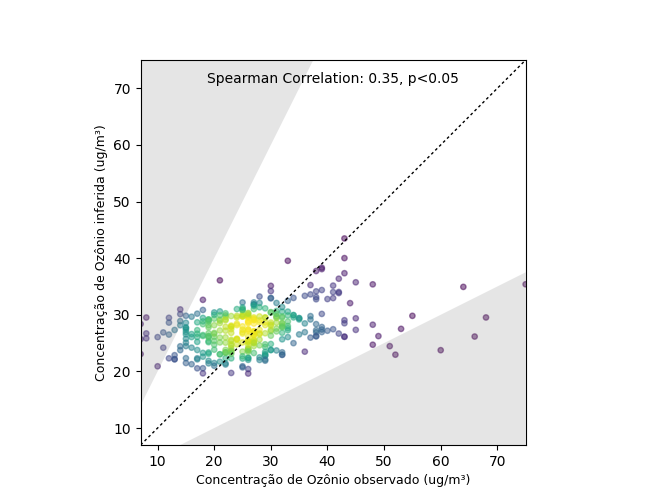 Spearman Correlation: 0.35, p<0.05
Concentração de Ozônio inferida (ug/m³)
70
60
50
40
30
20
10
10 20 30 40 50 60 70
Concentração de Ozônio observado (ug/m³)